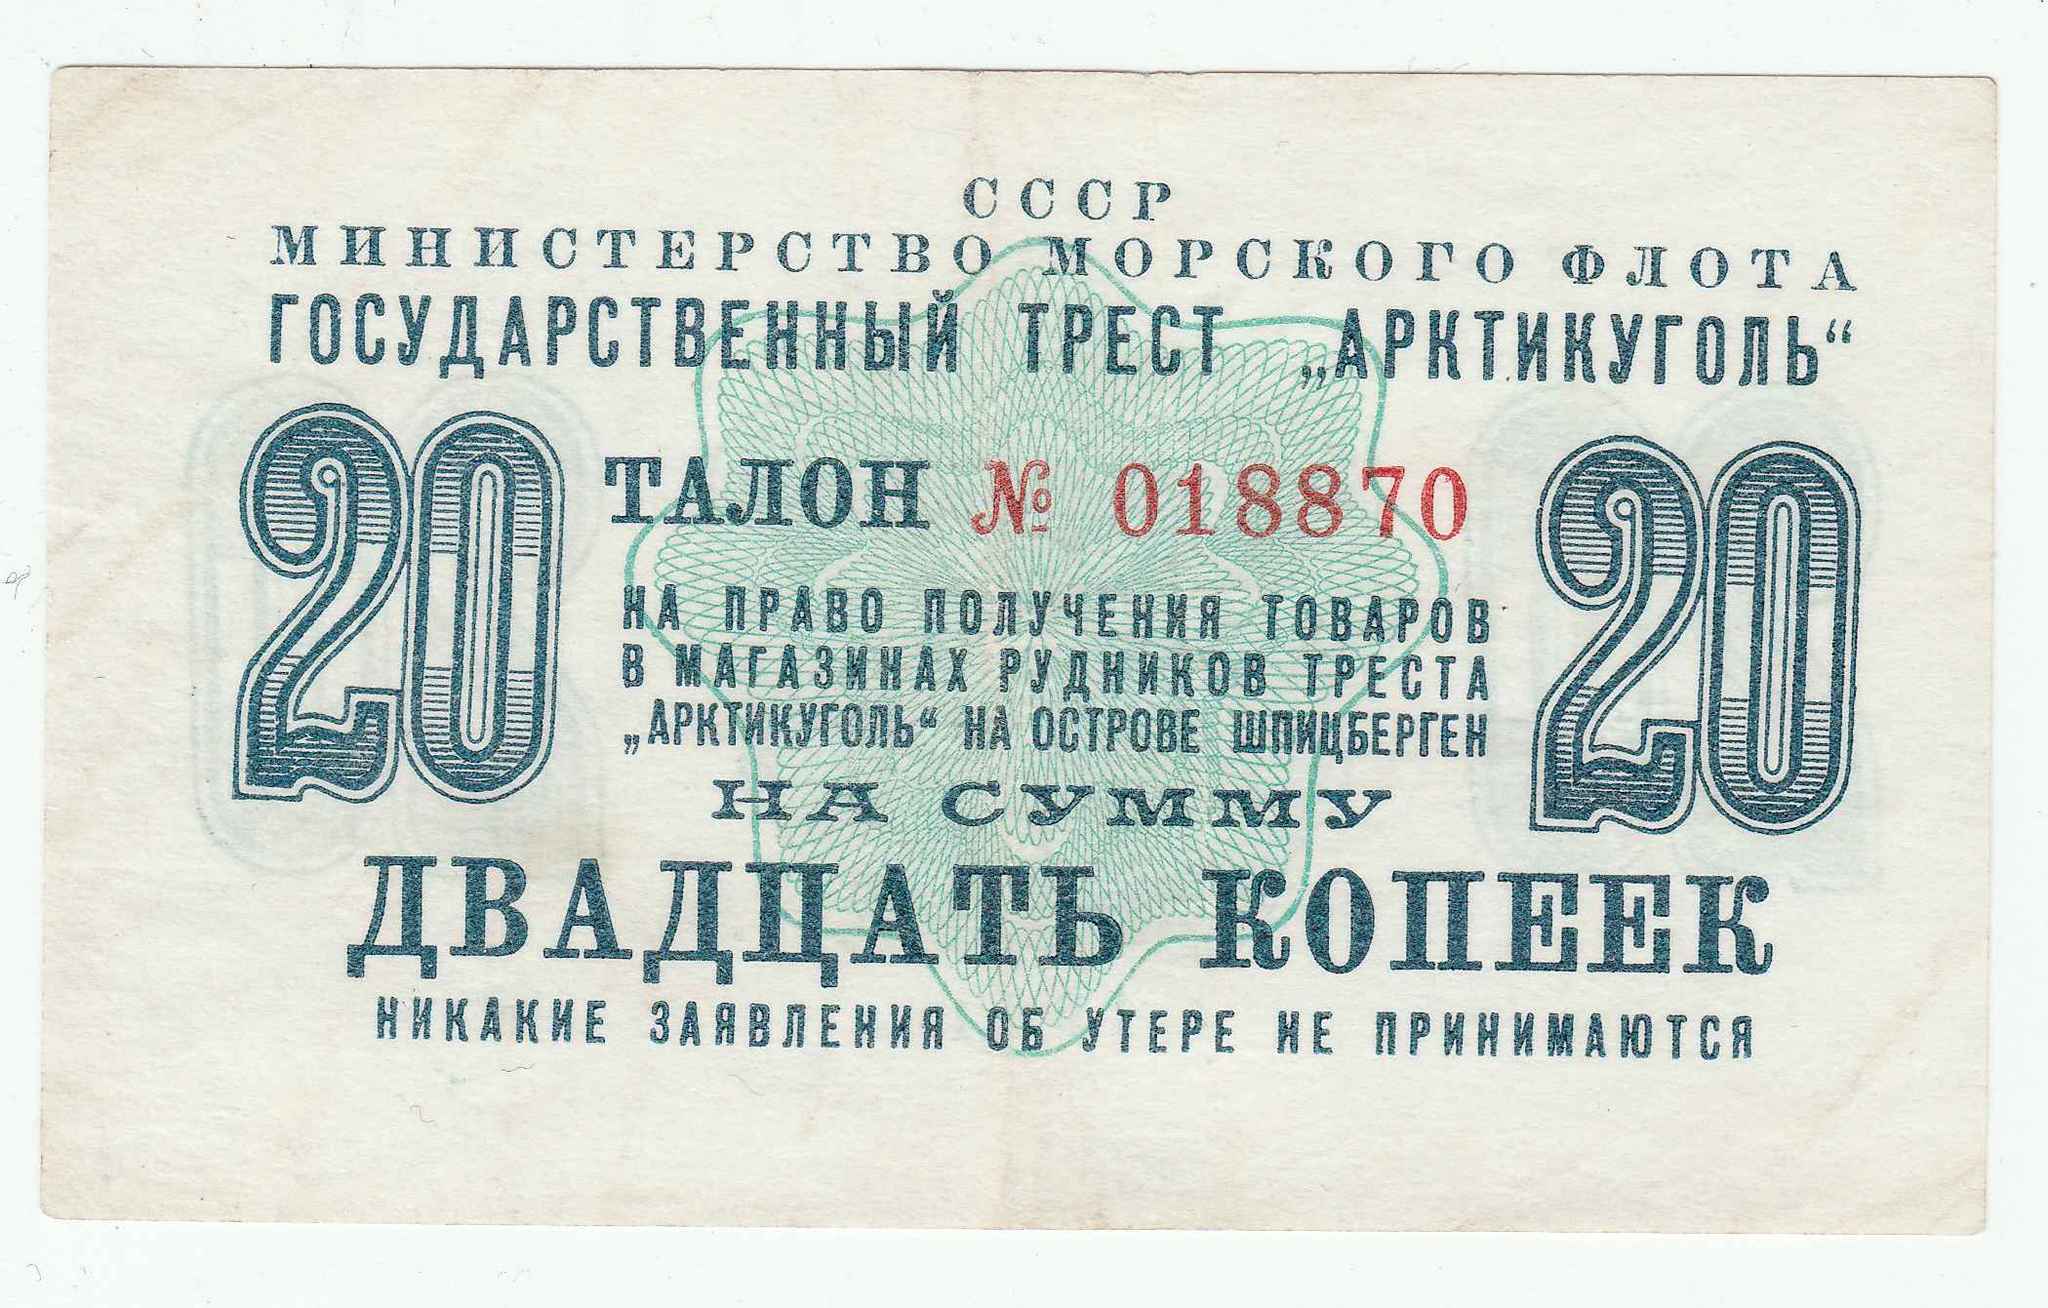 СССР
МИНИСТЕРСТВО МОРСКОГО ФЛОТА
ГОСУДАРСТВЕННЫЙ ТРЕСТ „АРКТИКУГОЛЬ“
20 ТАЛОН № 018870 20
НА ПРАВО ПОЛУЧЕНИЯ ТОВАРОВ
В МАГАЗИНАХ РУДНИКОВ ТРЕСТА
„АРКТИКУГОЛЬ“ НА ОСТРОВЕ ШПИЦБЕРГЕН
НА СУММУ
ДВАДЦАТЬ КОПЕЕК
НИКАКИЕ ЗАЯВЛЕНИЯ ОБ УТЕРЕ НЕ ПРИНИМАЮТСЯ